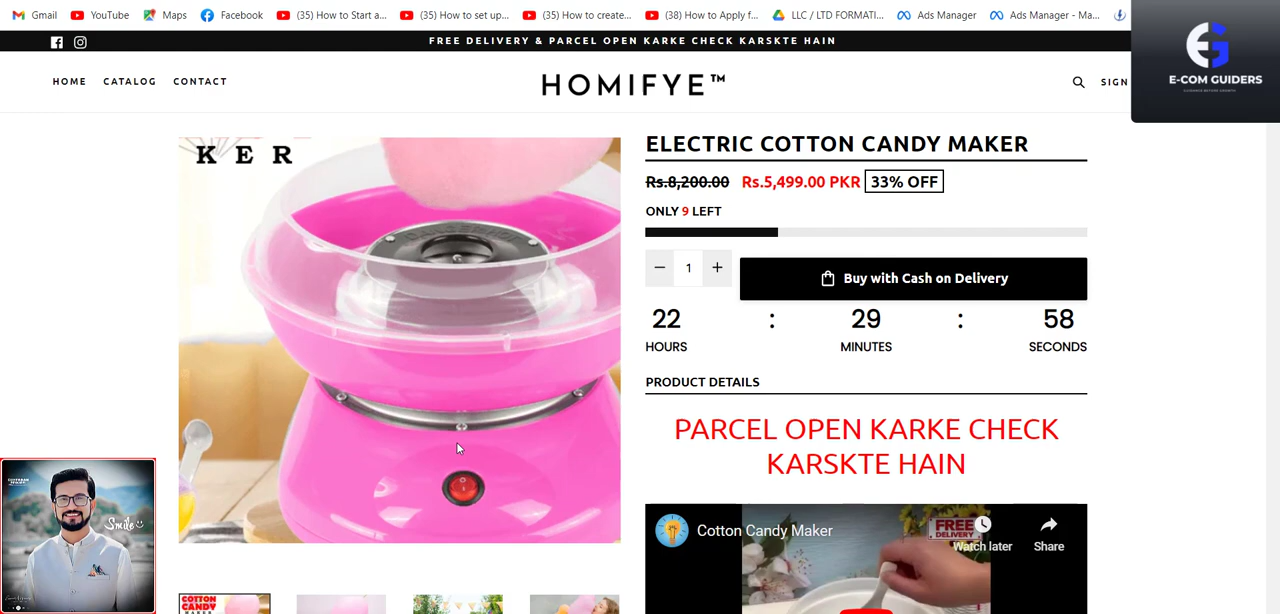 Gmail YouTube Maps Facebook (35) How to Start a... (35) How to set up... (35) How to create... (38) How to Apply f... LLC / LTD FORMATI... Ads Manager Ads Manager - Ma...
FREE DELIVERY & PARCEL OPEN KARKE CHECK KARSKTE HAIN
E-COM GUIDERS
HOME CATALOG CONTACT
HOMIFYE™
SIGN
KER
ELECTRIC COTTON CANDY MAKER
Rs.8,200.00 Rs.5,499.00 PKR 33% OFF
ONLY 9 LEFT
− 1 +
Buy with Cash on Delivery
22 : 29 : 58
HOURS MINUTES SECONDS
PRODUCT DETAILS
PARCEL OPEN KARKE CHECK
KARSKTE HAIN
Cotton Candy Maker
FREE
Watch later Share
Smile
COTTON
CANDY